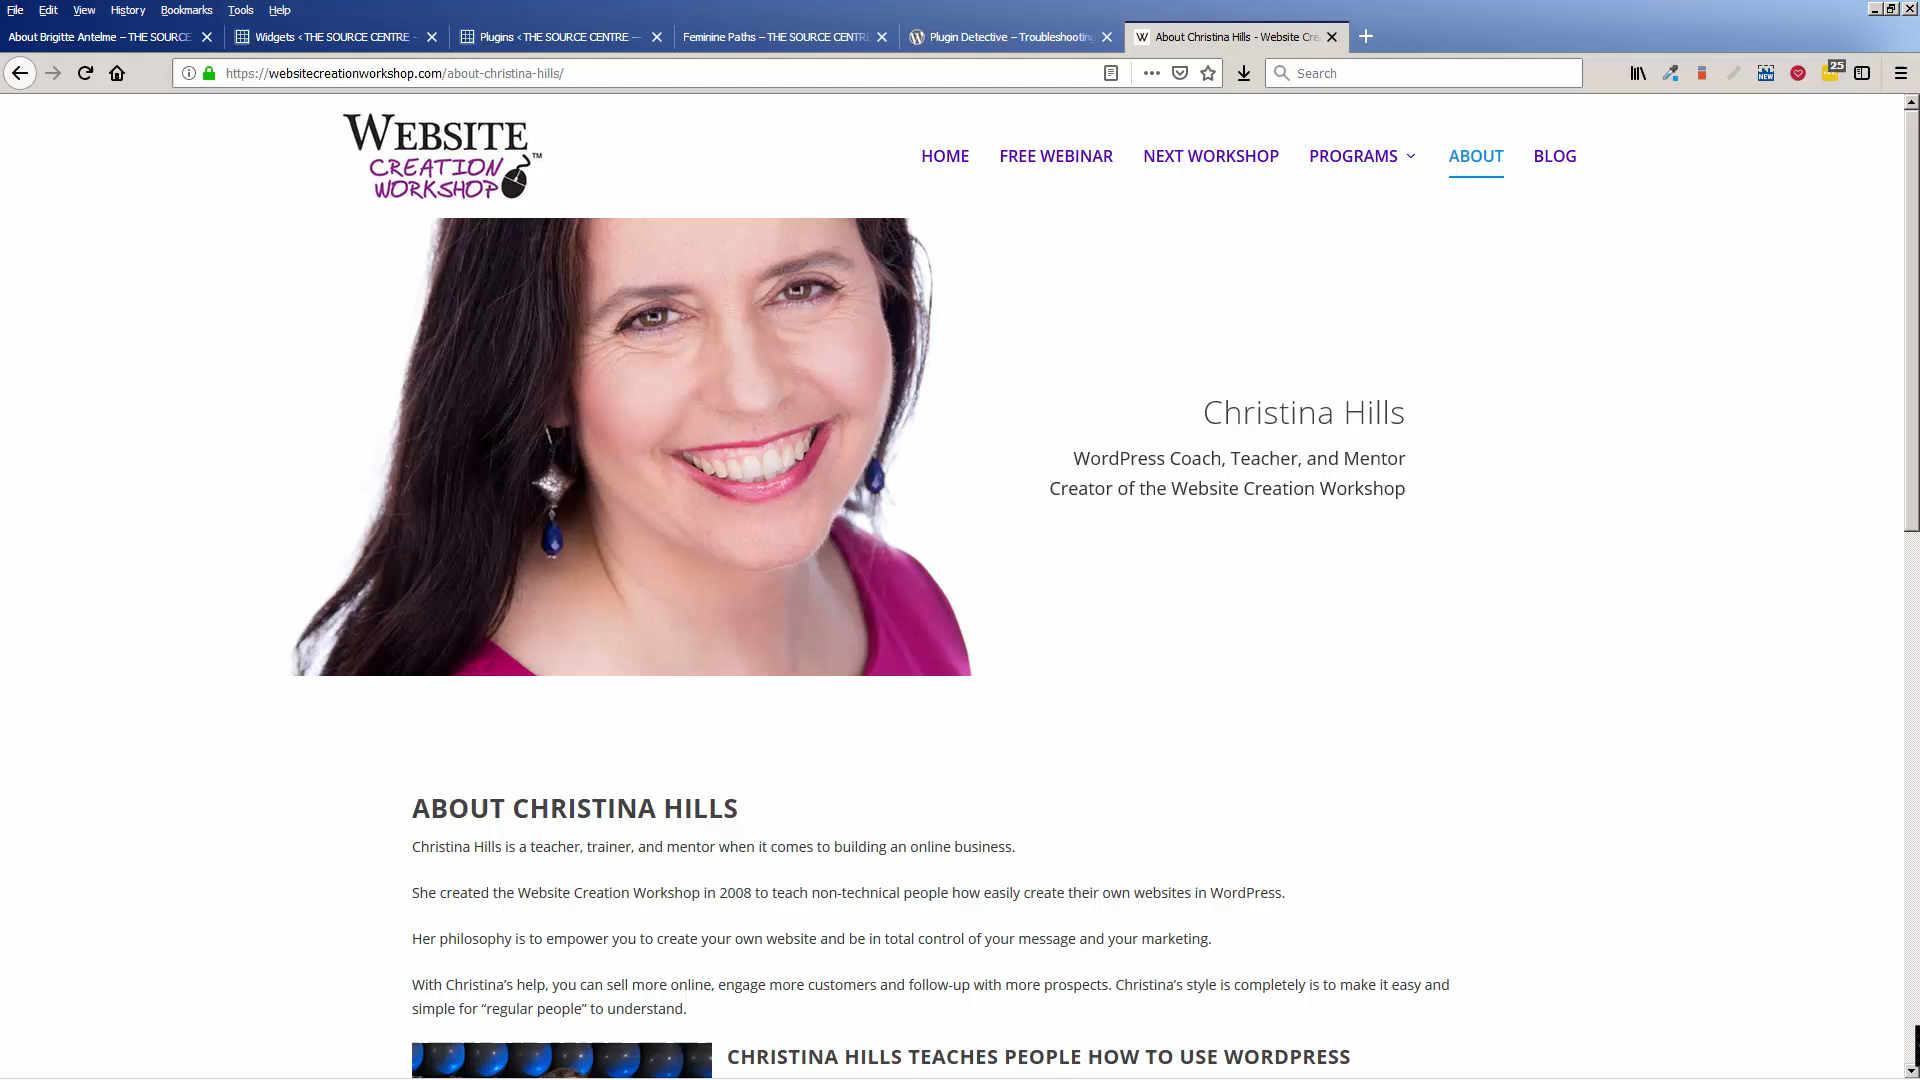 File Edit View History Bookmarks Tools Help
About Brigitte Antelme – THE SOURCE
Widgets ‹ THE SOURCE CENTRE
Plugins ‹ THE SOURCE CENTRE —
Feminine Paths – THE SOURCE CENTRE
Plugin Detective – Troubleshooting
W About Christina Hills - Website Cre
https://websitecreationworkshop.com/about-christina-hills/
Search
NEW
25
WEBSITE
CREATION
WORKSHOP
™
HOME FREE WEBINAR NEXT WORKSHOP PROGRAMS ABOUT BLOG
Christina Hills
WordPress Coach, Teacher, and Mentor
Creator of the Website Creation Workshop
ABOUT CHRISTINA HILLS
Christina Hills is a teacher, trainer, and mentor when it comes to building an online business.
She created the Website Creation Workshop in 2008 to teach non-technical people how easily create their own websites in WordPress.
Her philosophy is to empower you to create your own website and be in total control of your message and your marketing.
With Christina’s help, you can sell more online, engage more customers and follow-up with more prospects. Christina’s style is completely is to make it easy and
simple for “regular people” to understand.
CHRISTINA HILLS TEACHES PEOPLE HOW TO USE WORDPRESS